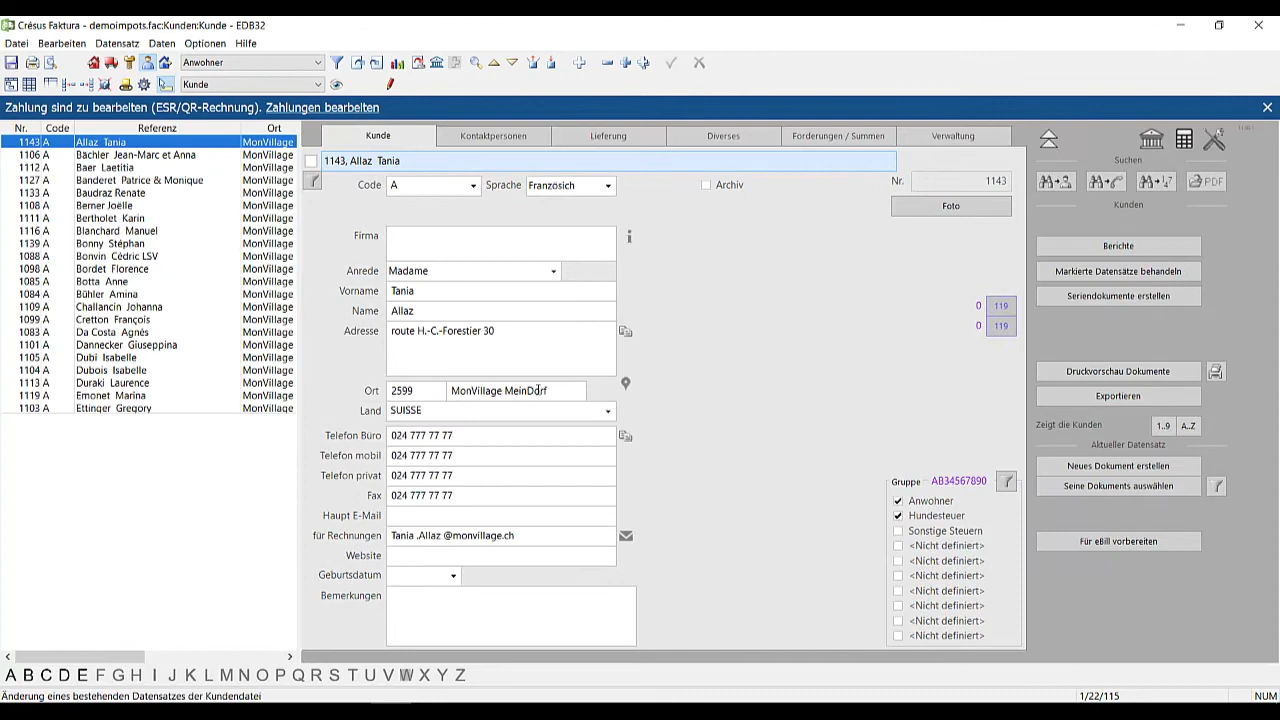 Crésus Faktura - demoimpots.fac:Kunden:Kunde - EDB32
Datei Bearbeiten Datensatz Daten Optionen Hilfe
Anwohner
Kunde
Zahlung sind zu bearbeiten (ESR/QR-Rechnung). Zahlungen bearbeiten
Nr. Code Referenz Ort
1143 A Allaz Tania MonVillage
1106 A Bächler Jean-Marc et Anna MonVillage
1112 A Baer Laetitia MonVillage
1127 A Banderet Patrice & Monique MonVillage
1133 A Baudraz Renate MonVillage
1108 A Berner Joëlle MonVillage
1111 A Bertholet Karin MonVillage
1116 A Blanchard Manuel MonVillage
1139 A Bonny Stéphan MonVillage
1088 A Bonvin Cédric LSV MonVillage
1098 A Bordet Florence MonVillage
1085 A Botta Anne MonVillage
1084 A Bühler Amina MonVillage
1109 A Challancin Johanna MonVillage
1099 A Cretton François MonVillage
1083 A Da Costa Agnès MonVillage
1101 A Dannecker Giuseppina MonVillage
1105 A Dubi Isabelle MonVillage
1104 A Dubois Isabelle MonVillage
1113 A Duraki Laurence MonVillage
1119 A Emonet Marina MonVillage
1103 A Ettinger Gregory MonVillage
Kunde Kontaktpersonen Lieferung Diverses Forderungen / Summen Verwaltung
1143, Allaz Tania
Code A Sprache Französich Archiv Nr. 1143
Foto
Firma
Anrede Madame
Vorname Tania
Name Allaz
0 119
Adresse route H.-C.-Forestier 30
0 119
Ort 2599 MonVillage MeinDorf
Land SUISSE
Telefon Büro 024 777 77 77
Telefon mobil 024 777 77 77
Telefon privat 024 777 77 77
Fax 024 777 77 77
Haupt E-Mail
für Rechnungen Tania .Allaz @monvillage.ch
Website
Geburtsdatum
Bemerkungen
Gruppe AB34567890
Anwohner
Hundesteuer
Sonstige Steuern
<Nicht definiert>
<Nicht definiert>
<Nicht definiert>
<Nicht definiert>
<Nicht definiert>
<Nicht definiert>
<Nicht definiert>
Suchen
PDF
Kunden
Berichte
Markierte Datensätze behandeln
Seriendokumente erstellen
Druckvorschau Dokumente
Exportieren
Zeigt die Kunden 1..9 A..Z
Aktueller Datensatz
Neues Dokument erstellen
Seine Dokuments auswählen
Für eBill vorbereiten
A B C D E F G H I J K L M N O P Q R S T U V W X Y Z
Änderung eines bestehenden Datensatzes der Kundendatei 1/22/115 NUM